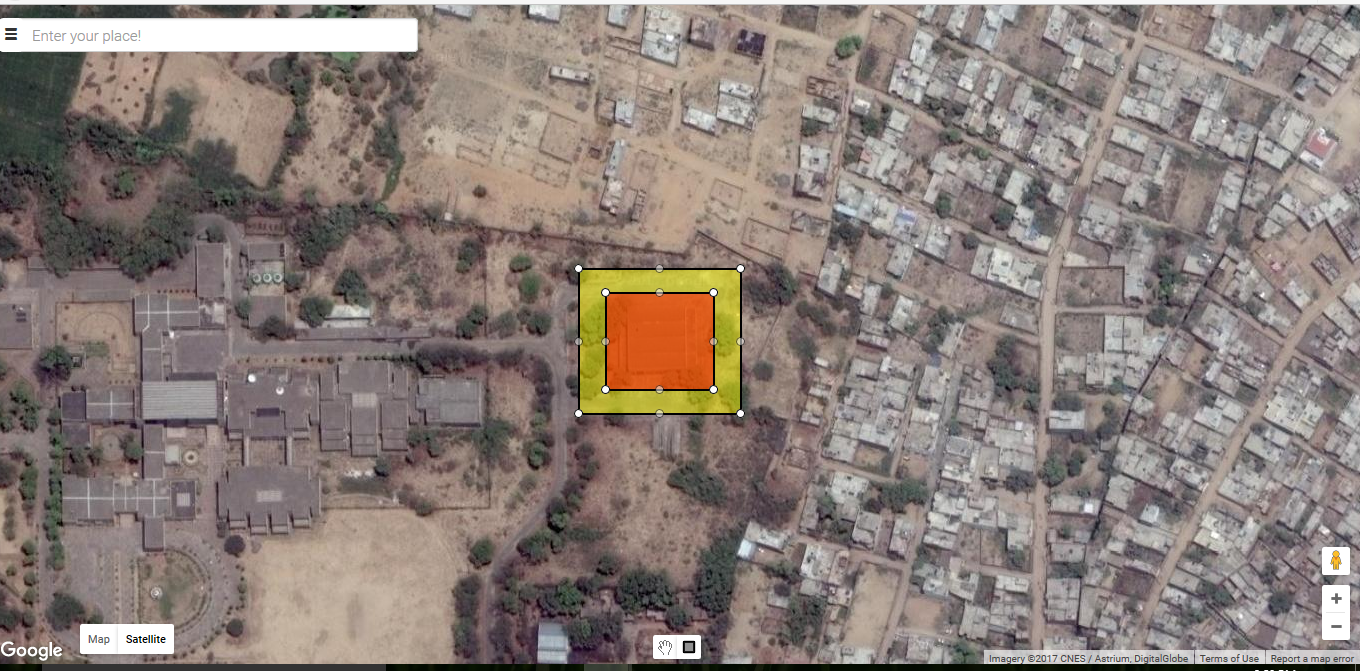 Enter your place!
Map Satellite
Google
Imagery ©2017 CNES / Astrium, DigitalGlobe Terms of Use Report a map error